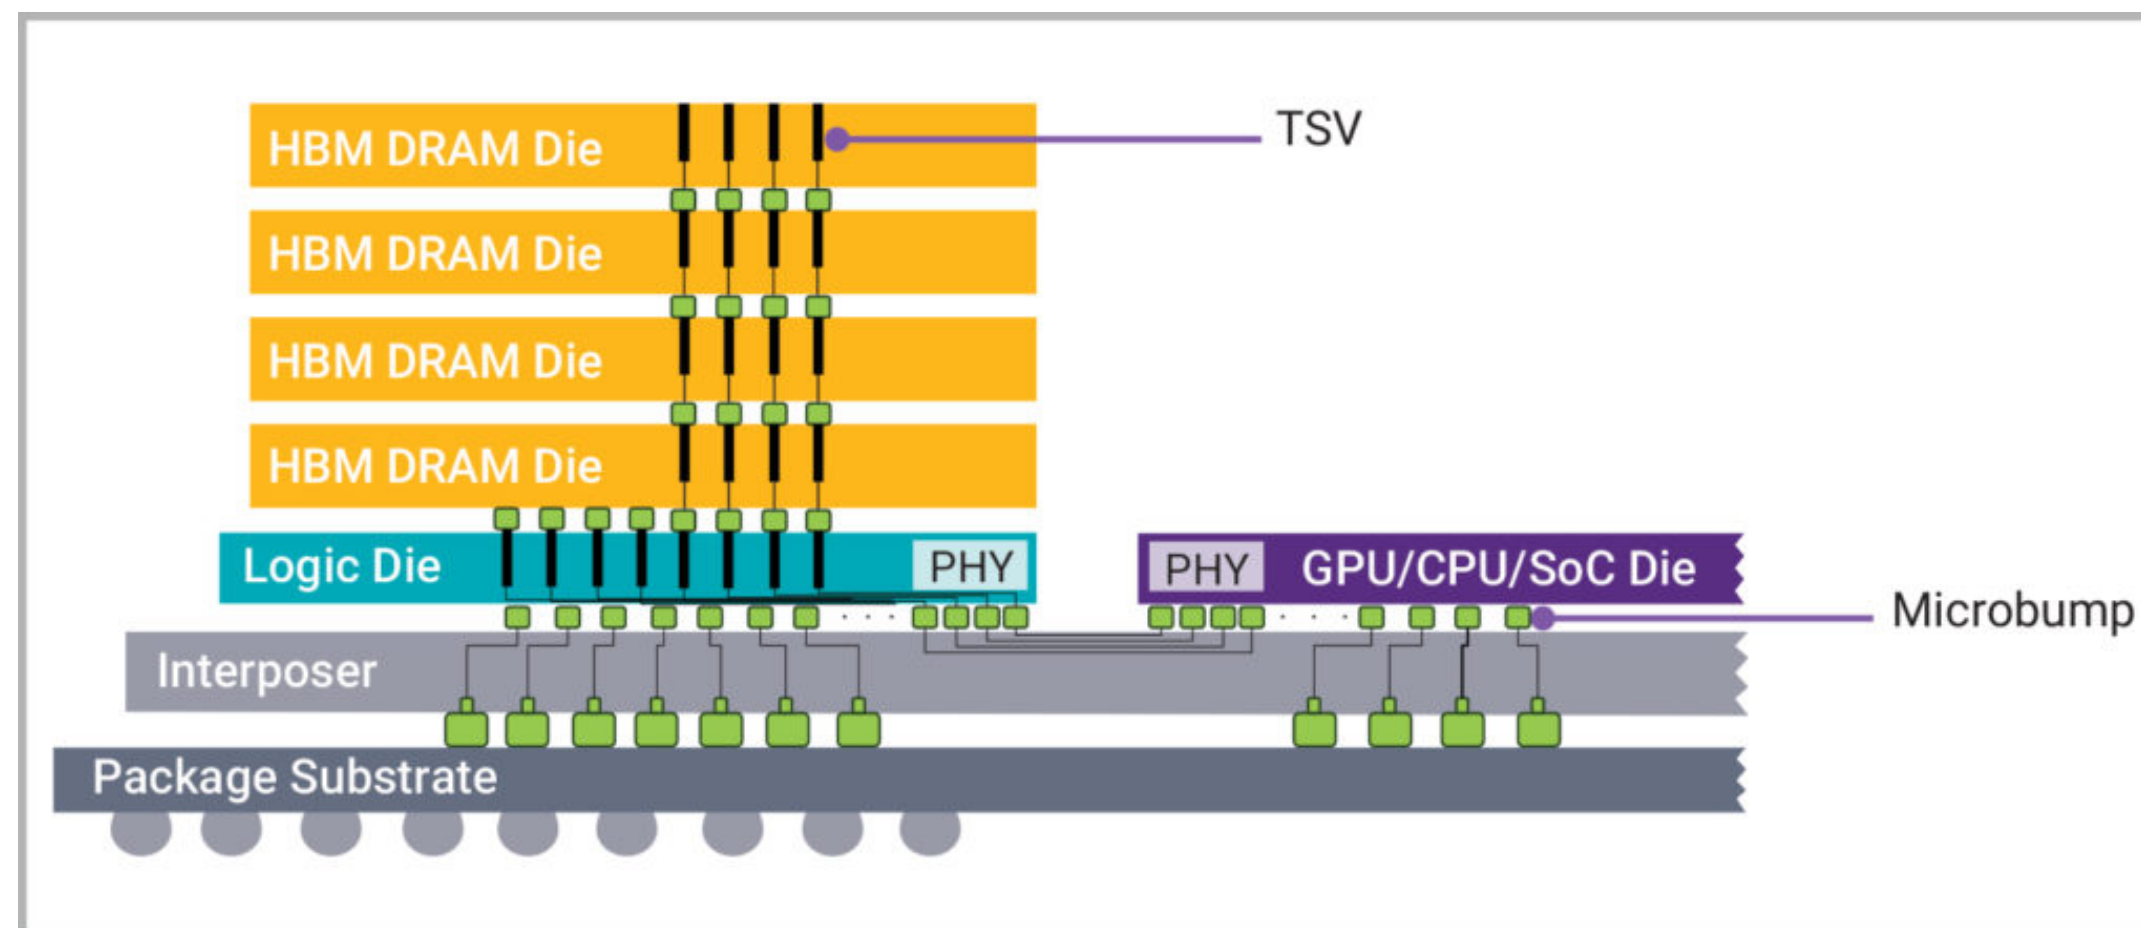 HBM DRAM Die
TSV
HBM DRAM Die
HBM DRAM Die
HBM DRAM Die
Logic Die
PHY
PHY
GPU/CPU/SoC Die
Microbump
Interposer
Package Substrate